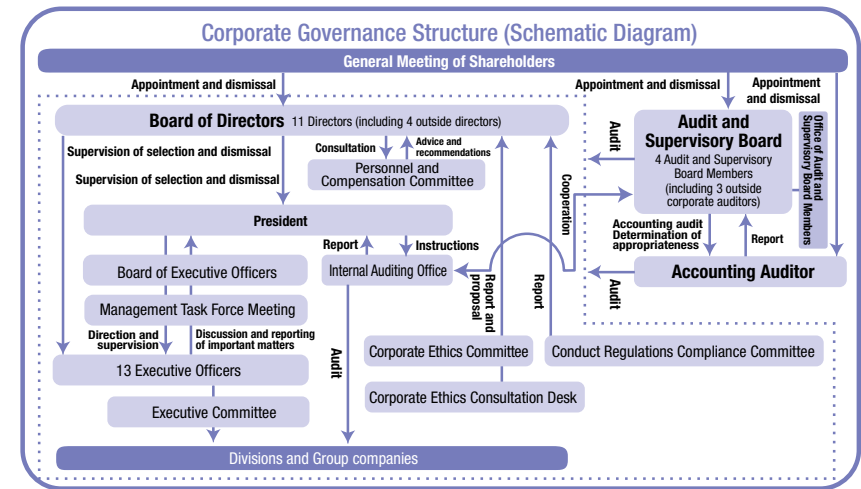 Corporate Governance Structure (Schematic Diagram)
General Meeting of Shareholders
Appointment and dismissal
Appointment and dismissal
Appointment
and dismissal
Board of Directors 11 Directors (including 4 outside directors)
Supervision of selection and dismissal
Supervision of selection and dismissal
Consultation
Advice and
recommendations
Personnel and
Compensation Committee
Audit
Audit and
Supervisory Board
4 Audit and Supervisory
Board Members
(including 3 outside
corporate auditors)
Office of Audit and
Supervisory Board Members
Cooperation
President
Report
Instructions
Accounting audit
Determination of
appropriateness
Report
Board of Executive Officers
Internal Auditing Office
Accounting Auditor
Audit
Management Task Force Meeting
Report and
proposal
Report
Direction and
supervision
Discussion and reporting
of important matters
Audit
Corporate Ethics Committee
Conduct Regulations Compliance Committee
13 Executive Officers
Corporate Ethics Consultation Desk
Executive Committee
Divisions and Group companies